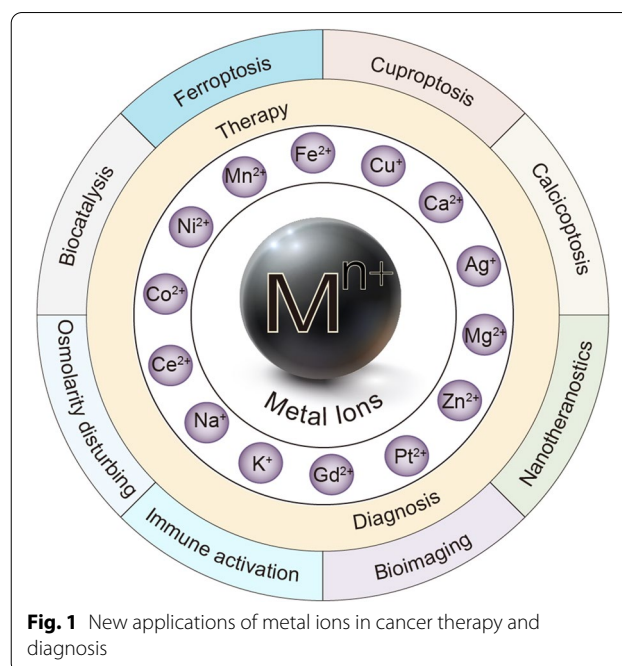 Ferroptosis
Cuproptosis
Calcicoptosis
Nanotheranostics
Bioimaging
Immune activation
Osmolarity disturbing
Biocatalysis
Therapy
Diagnosis
Fe²⁺
Cu⁺
Ca²⁺
Ag⁺
Mg²⁺
Zn²⁺
Pt²⁺
Gd²⁺
K⁺
Na⁺
Ce²⁺
Co²⁺
Ni²⁺
Mn²⁺
Mⁿ⁺
Metal Ions
Fig. 1 New applications of metal ions in cancer therapy and
diagnosis